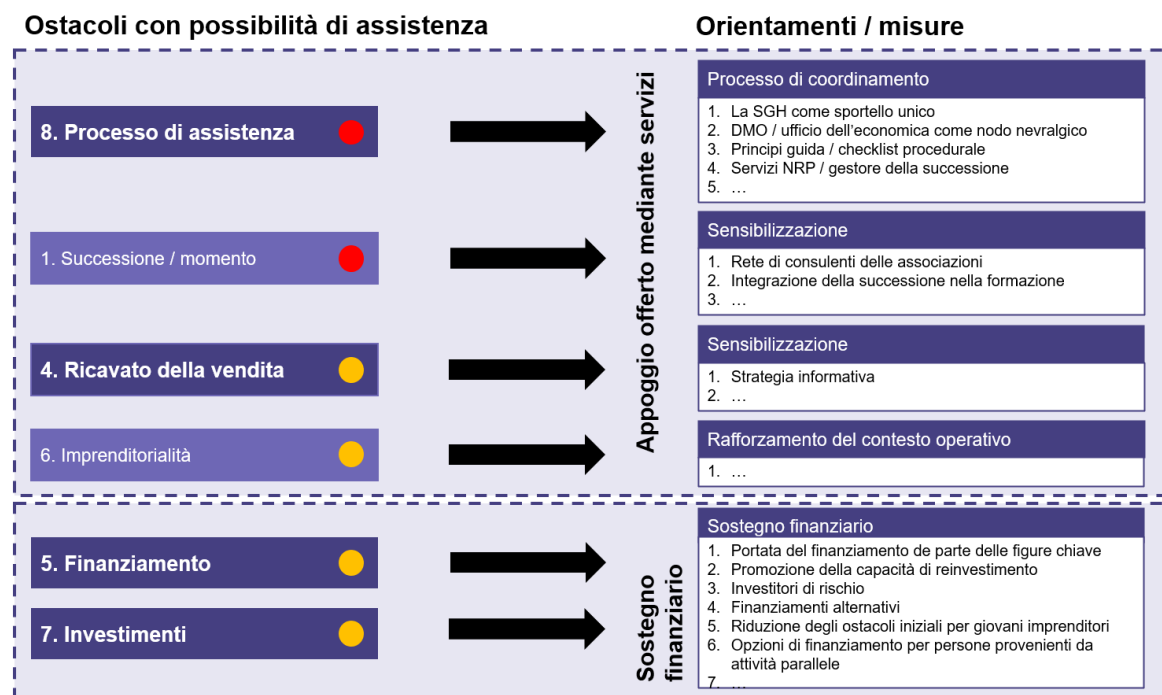 Ostacoli con possibilità di assistenza
Orientamenti / misure
8. Processo di assistenza
1. Successione / momento
4. Ricavato della vendita
6. Imprenditorialità
Appoggio offerto mediante servizi
Processo di coordinamento
1. La SGH come sportello unico
2. DMO / ufficio dell'economica come nodo nevralgico
3. Principi guida / checklist procedurale
4. Servizi NRP / gestore della successione
5. …
Sensibilizzazione
1. Rete di consulenti delle associazioni
2. Integrazione della successione nella formazione
3. …
Sensibilizzazione
1. Strategia informativa
2. …
Rafforzamento del contesto operativo
1. …
5. Finanziamento
7. Investimenti
Sostegno
finanziario
Sostegno finanziario
1. Portata del finanziamento de parte delle figure chiave
2. Promozione della capacità di reinvestimento
3. Investitori di rischio
4. Finanziamenti alternativi
5. Riduzione degli ostacoli iniziali per giovani imprenditori
6. Opzioni di finanziamento per persone provenienti da
attività parallele
7. …